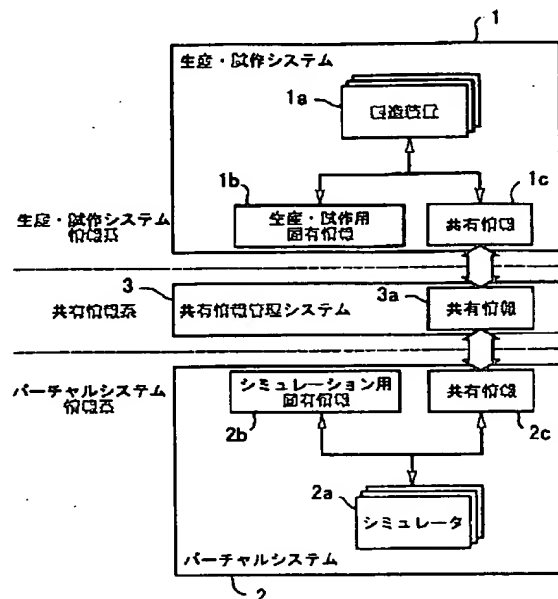 1
生産・試作システム
1a
製造装置
1b
1c
生産・試作システム
情報系
生産・試作用
固有情報
共有情報
3
3a
共有情報系
共有情報管理システム
共有情報
バーチャルシステム
情報系
シミュレーション用
固有情報
共有情報
2b
2c
2a
シミュレータ
バーチャルシステム
2